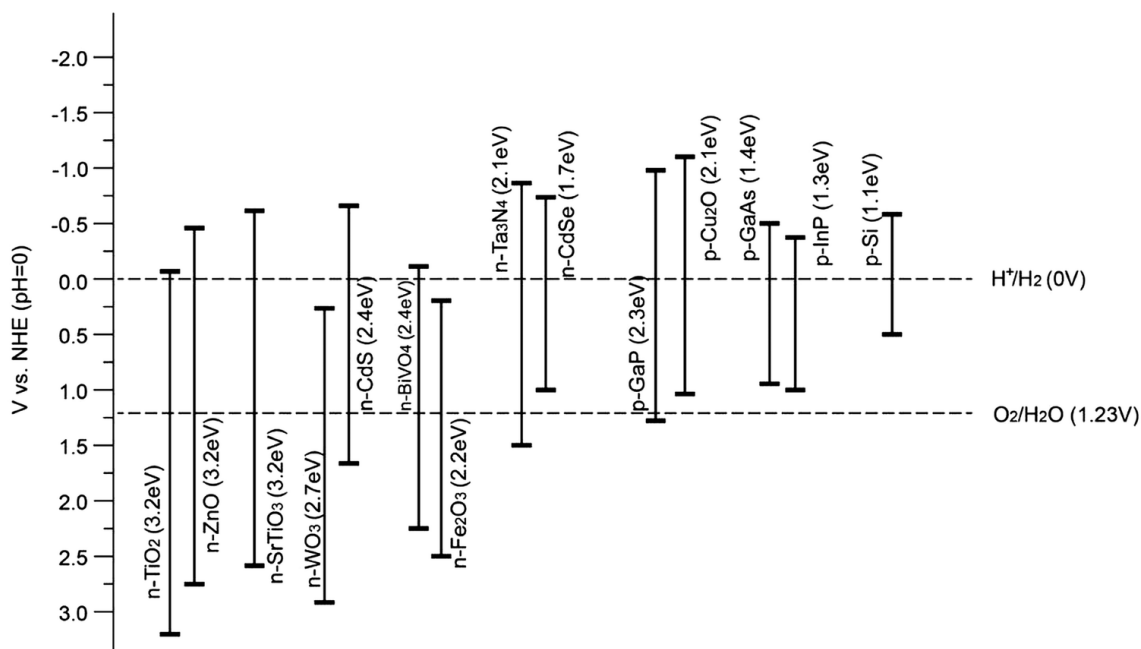 V vs. NHE (pH=0)
-2.0
-1.5
-1.0
-0.5
0.0
0.5
1.0
1.5
2.0
2.5
3.0
n-TiO2 (3.2eV)
n-ZnO (3.2eV)
n-SrTiO3 (3.2eV)
n-WO3 (2.7eV)
n-CdS (2.4eV)
n-BiVO4 (2.4eV)
n-Fe2O3 (2.2eV)
n-Ta3N4 (2.1eV)
n-CdSe (1.7eV)
p-GaP (2.3eV)
p-Cu2O (2.1eV)
p-GaAs (1.4eV)
p-InP (1.3eV)
p-Si (1.1eV)
H+/H2 (0V)
O2/H2O (1.23V)